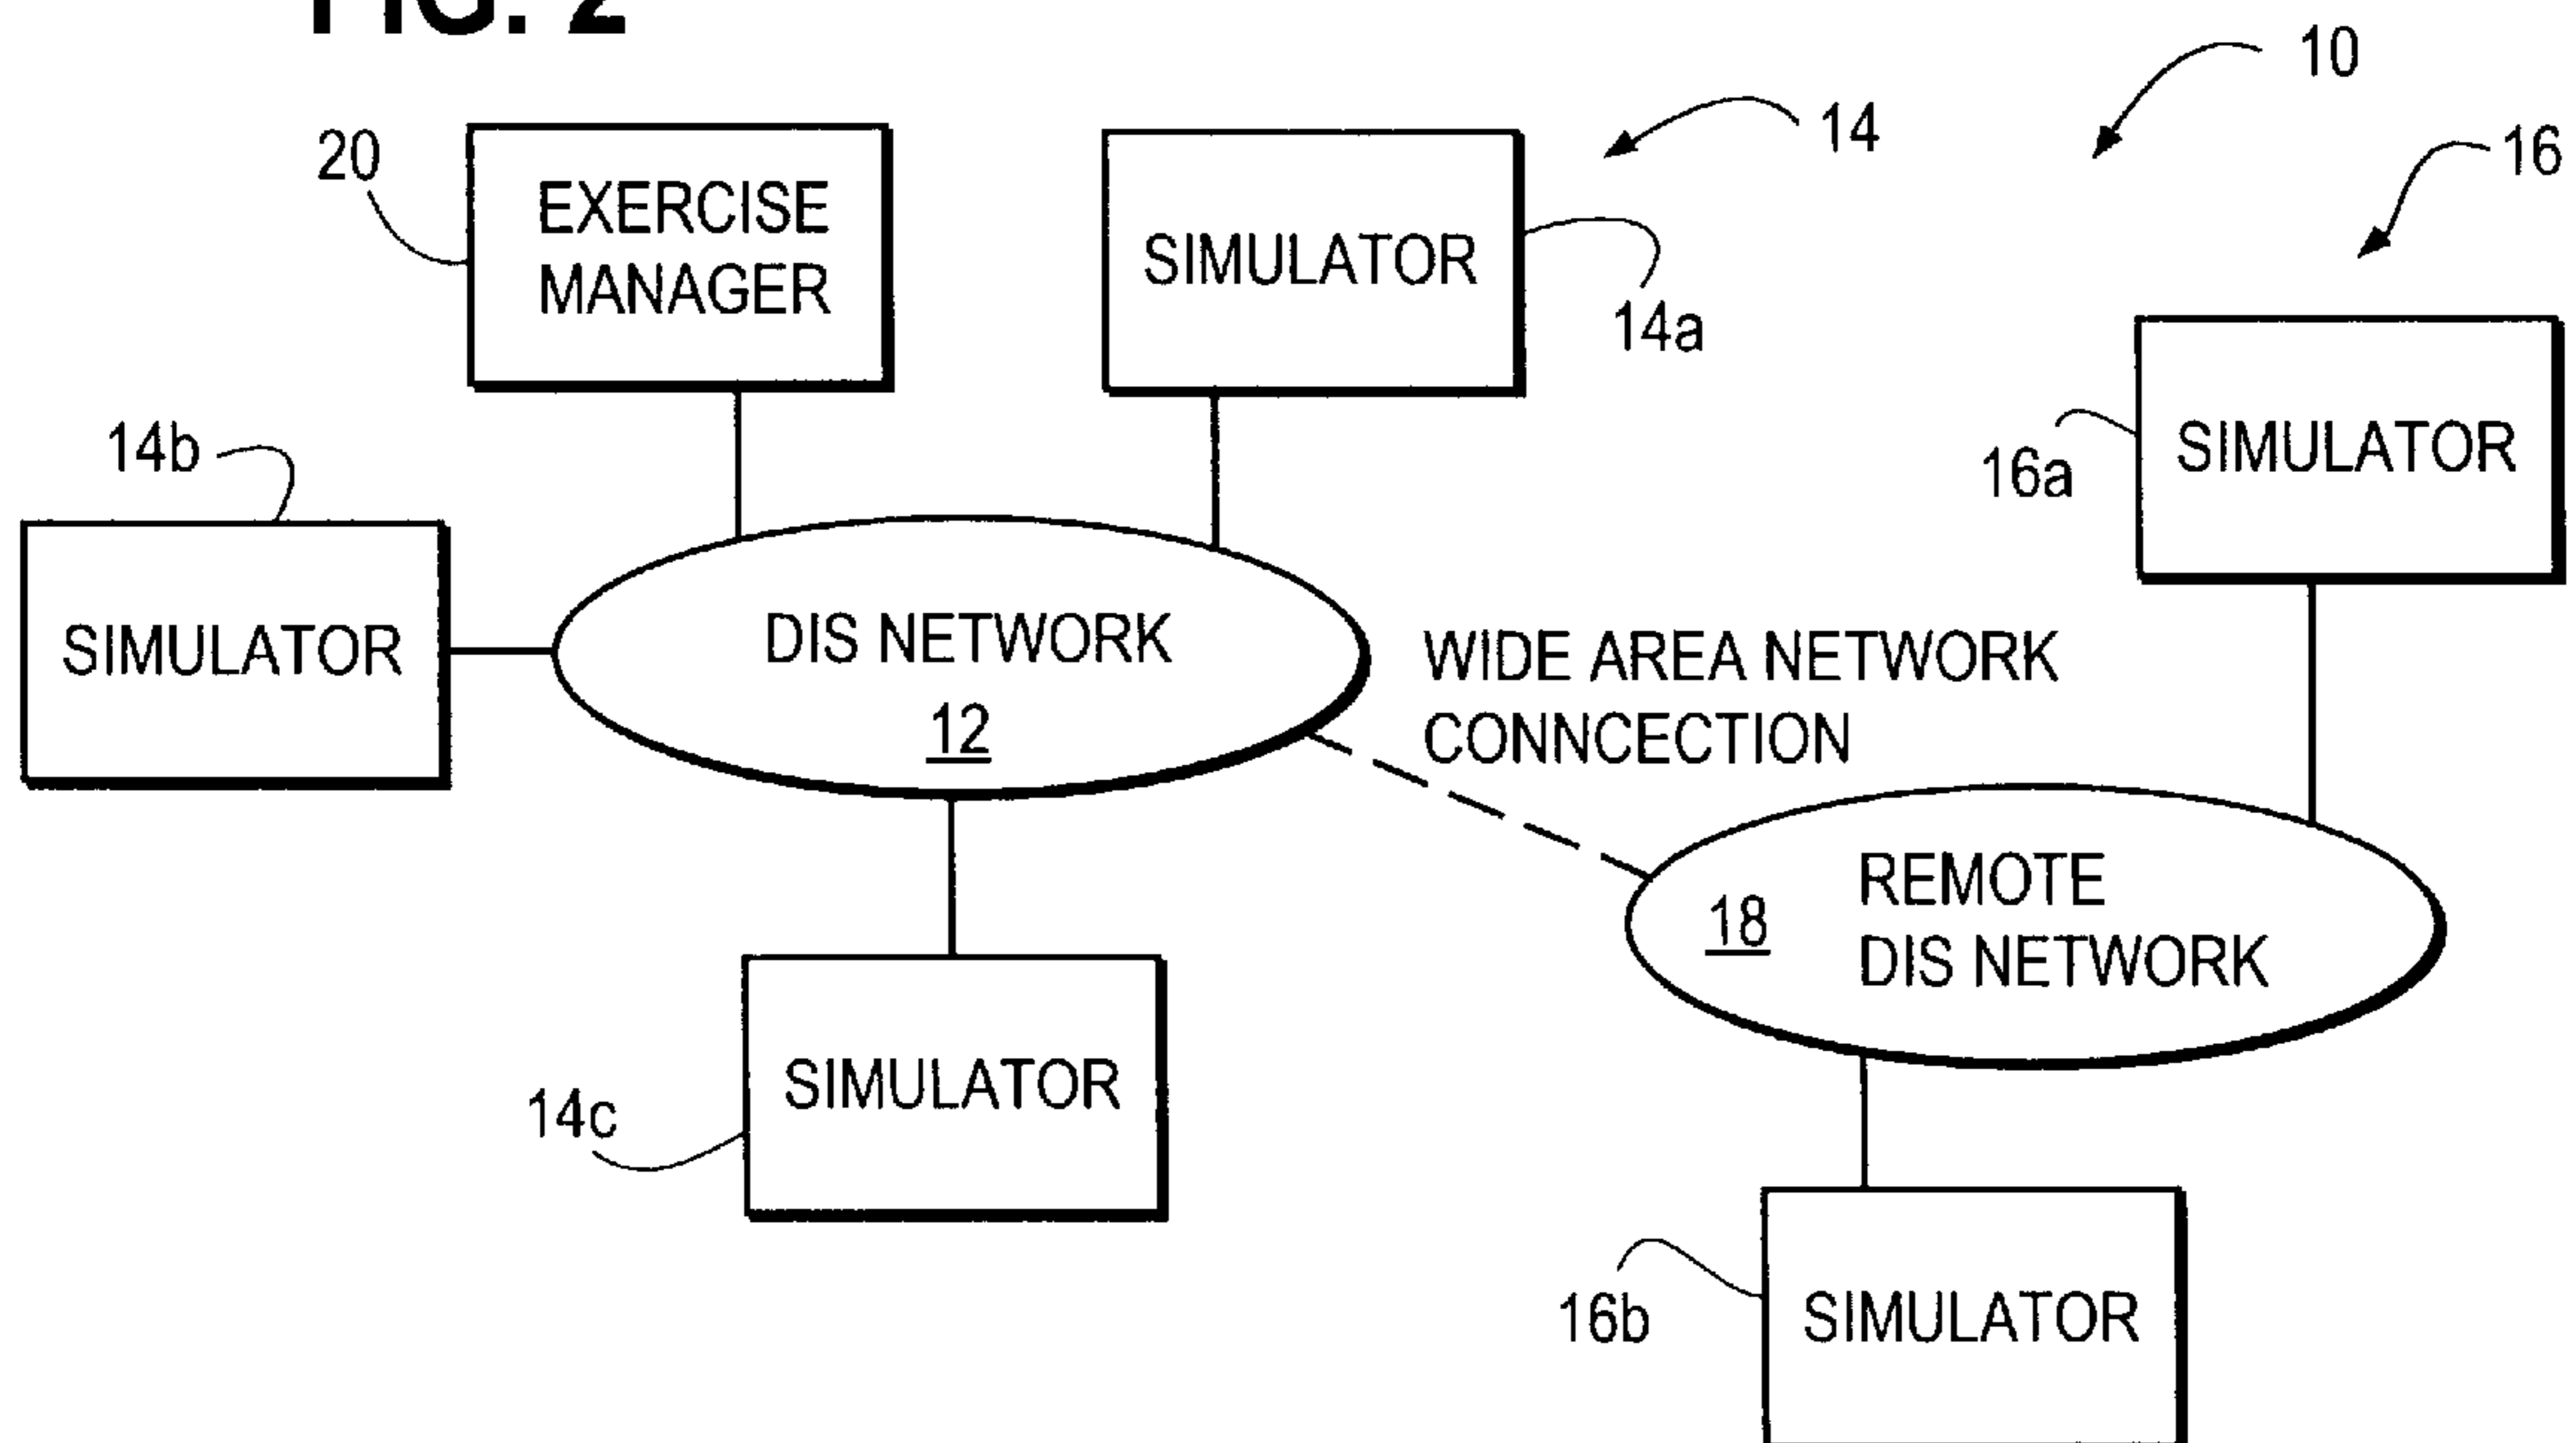 FIG. 2
10
14
16
20
EXERCISE
MANAGER
SIMULATOR
14a
14b
16a
SIMULATOR
SIMULATOR
DIS NETWORK
12
WIDE AREA NETWORK
CONNCECTION
18
REMOTE
DIS NETWORK
14c
SIMULATOR
16b
SIMULATOR